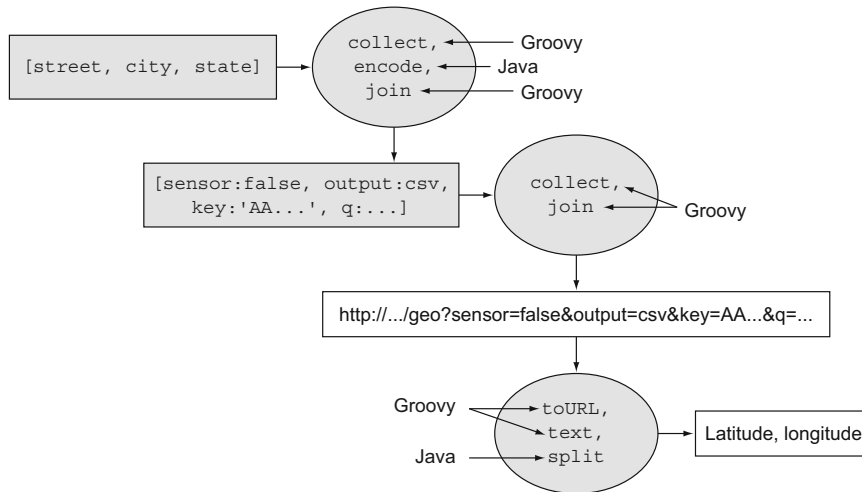 [street, city, state]
collect,
encode,
join
Groovy
Java
Groovy
[sensor:false, output:csv,
key:'AA...', q:...]
collect,
join
Groovy
http://.../geo?sensor=false&output=csv&key=AA...&q=...
Groovy
Java
toURL,
text,
split
Latitude, longitude